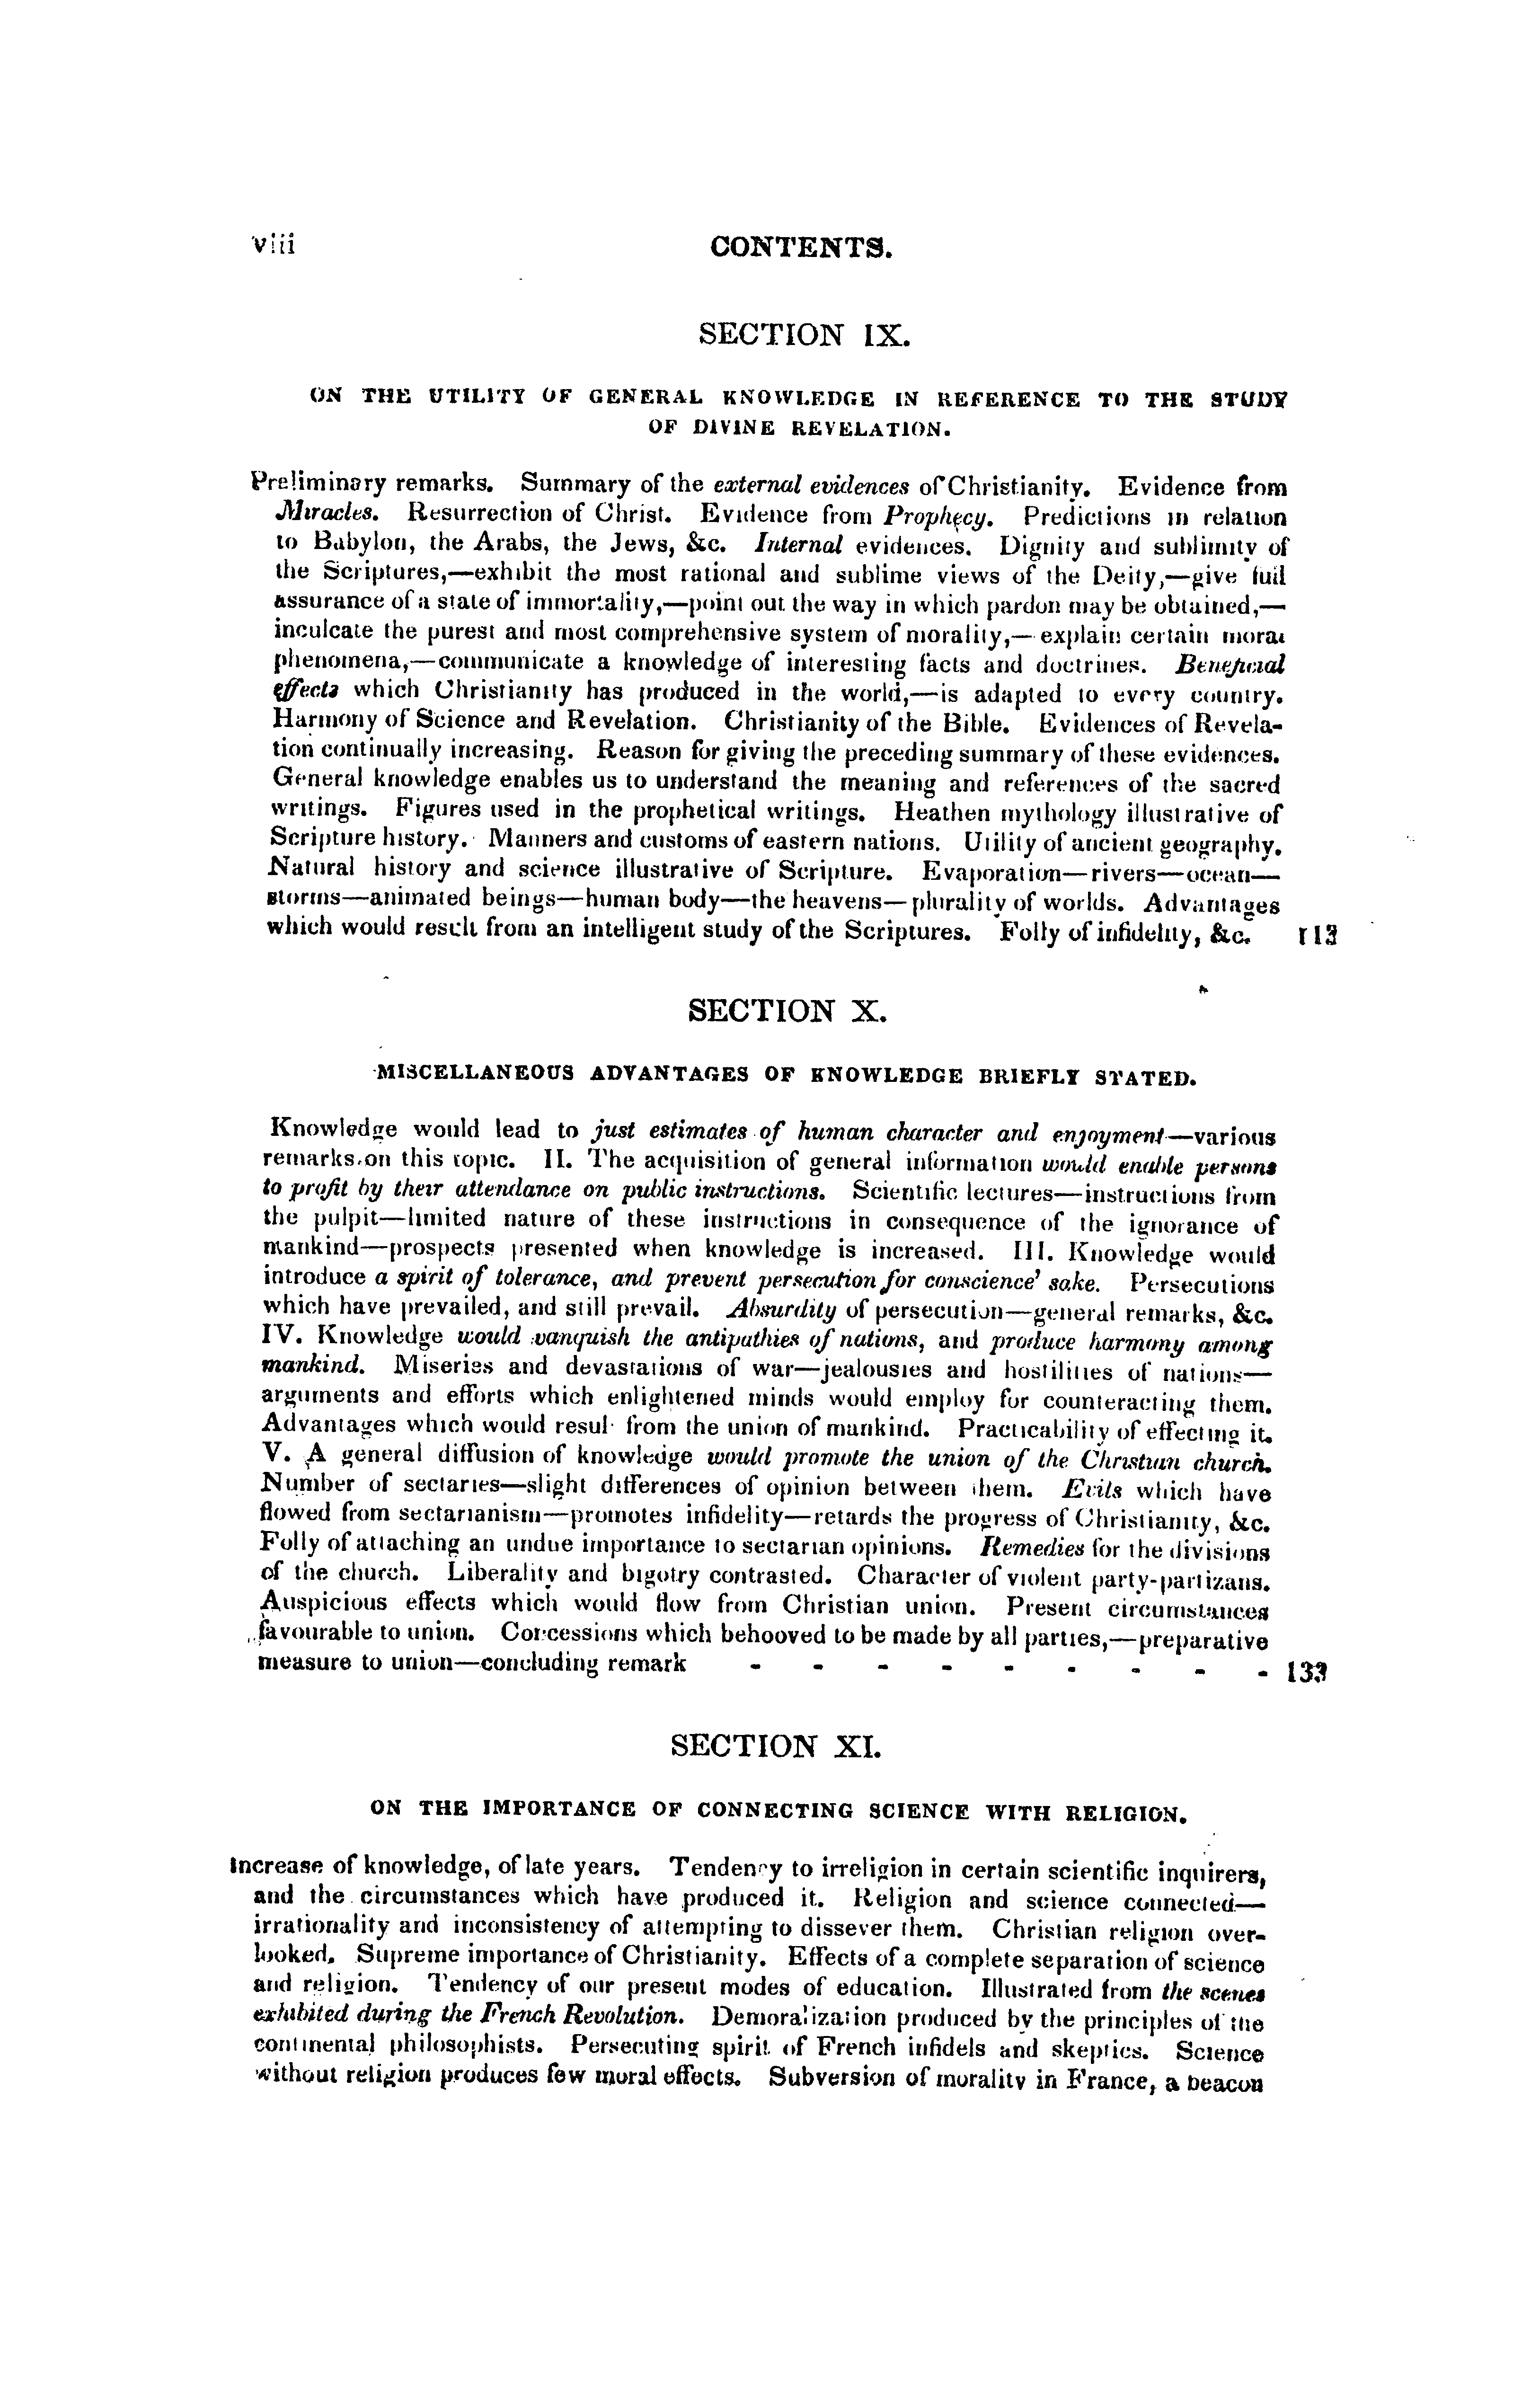 viii CONTENTS.
SECTION IX.
ON THE UTILITY OF GENERAL KNOWLEDGE IN REFERENCE TO THE STUDY
OF DIVINE REVELATION.
Preliminary remarks. Summary of the external evidences of Christianity. Evidence from
Miracles. Resurrection of Christ. Evidence from Prophecy. Predictions in relation
to Babylon, the Arabs, the Jews, &c. Internal evidences. Dignity and sublimity of
the Scriptures,—exhibit the most rational and sublime views of the Deity,—give full
assurance of a state of immortality,—point out the way in which pardon may be obtained,—
inculcate the purest and most comprehensive system of morality,—explain certain moral
phenomena,—communicate a knowledge of interesting facts and doctrines. Beneficial
effects which Christianity has produced in the world,—is adapted to every country.
Harmony of Science and Revelation. Christianity of the Bible. Evidences of Revela-
tion continually increasing. Reason for giving the preceding summary of these evidences.
General knowledge enables us to understand the meaning and references of the sacred
writings. Figures used in the prophetical writings. Heathen mythology illustrative of
Scripture history. Manners and customs of eastern nations. Utility of ancient geography.
Natural history and science illustrative of Scripture. Evaporation—rivers—ocean—
storms—animated beings—human body—the heavens—plurality of worlds. Advantages
which would result from an intelligent study of the Scriptures. Folly of infidelity, &c. 113
SECTION X.
MISCELLANEOUS ADVANTAGES OF KNOWLEDGE BRIEFLY STATED.
Knowledge would lead to just estimates of human character and enjoyment—various
remarks on this topic. II. The acquisition of general information would enable persons
to profit by their attendance on public instructions. Scientific lectures—instructions from
the pulpit—limited nature of these instructions in consequence of the ignorance of
mankind—prospects presented when knowledge is increased. III. Knowledge would
introduce a spirit of tolerance, and prevent persecution for conscience' sake. Persecutions
which have prevailed, and still prevail. Absurdity of persecution—general remarks, &c.
IV. Knowledge would vanquish the antipathies of nations, and produce harmony among
mankind. Miseries and devastations of war—jealousies and hostilities of nations—
arguments and efforts which enlightened minds would employ for counteracting them.
Advantages which would resul from the union of mankind. Practicability of effecting it.
V. A general diffusion of knowledge would promote the union of the Christian church.
Number of sectaries—slight differences of opinion between them. Evils which have
flowed from sectarianism—promotes infidelity—retards the progress of Christianity, &c.
Folly of attaching an undue importance to sectarian opinions. Remedies for the divisions
of the church. Liberality and bigotry contrasted. Character of violent party-partizans.
Auspicious effects which would flow from Christian union. Present circumstances
favourable to union. Concessions which behooved to be made by all parties,—preparative
measure to union—concluding remark - - - - - - - - - 133
SECTION XI.
ON THE IMPORTANCE OF CONNECTING SCIENCE WITH RELIGION.
Increase of knowledge, of late years. Tendency to irreligion in certain scientific inquirers,
and the circumstances which have produced it. Religion and science connected—
irrationality and inconsistency of attempting to dissever them. Christian religion over-
looked. Supreme importance of Christianity. Effects of a complete separation of science
and religion. Tendency of our present modes of education. Illustrated from the scenes
exhibited during the French Revolution. Demoralization produced by the principles of the
continental philosophists. Persecuting spirit of French infidels and skeptics. Science
without religion produces few moral effects. Subversion of morality in France, a beacon